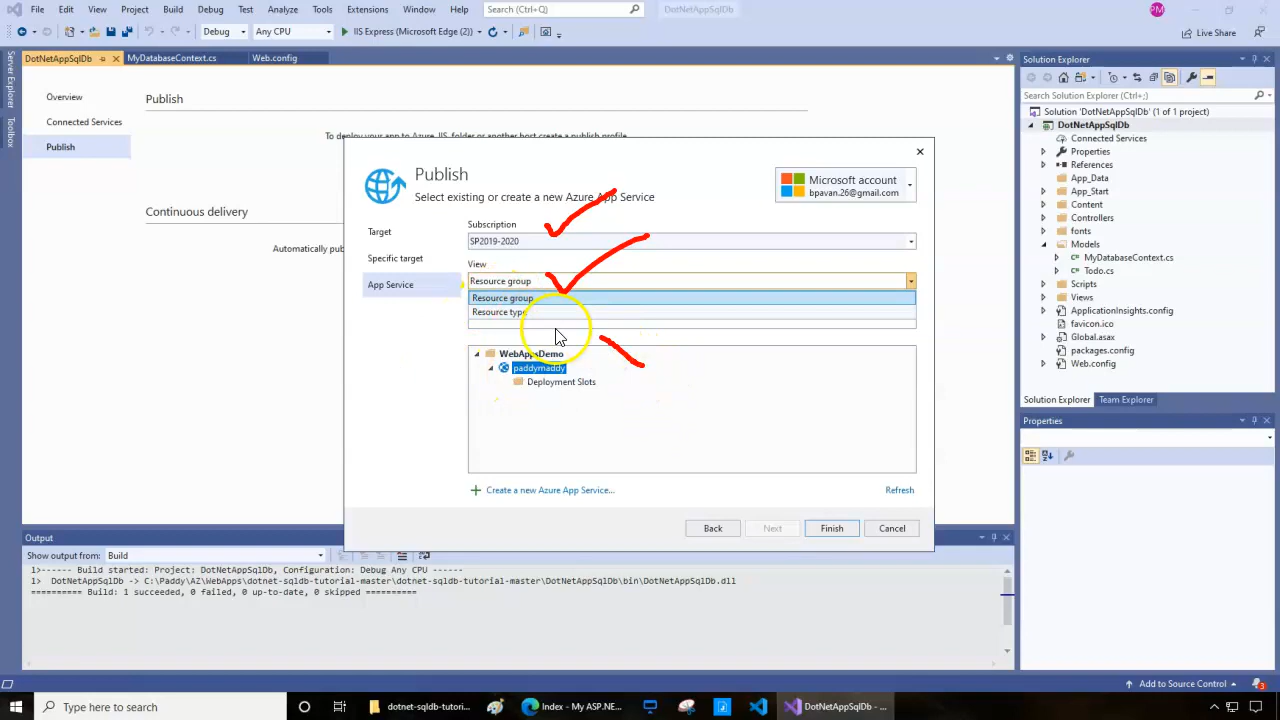 File Edit View Project Build Debug Test Analyze Tools Extensions Window Help Search (Ctrl+Q) DotNetAppSqlDb PM
Debug Any CPU IIS Express (Microsoft Edge (2)) Live Share
DotNetAppSqlDb MyDatabaseContext.cs Web.config
Server Explorer
Toolbox
Overview
Connected Services
Publish
Publish
To deploy your app to Azure, IIS, folder or another host create a publish profile
Continuous delivery
Automatically pub
Publish
Select existing or create a new Azure App Service
Microsoft account
bpavan.26@gmail.com
Target
Specific target
App Service
Subscription
SP2019-2020
View
Resource group
Resource group
Resource type
WebAppsDemo
paddymaddy
Deployment Slots
Create a new Azure App Service...
Refresh
Back Next Finish Cancel
Solution Explorer
Search Solution Explorer (Ctrl+;)
Solution 'DotNetAppSqlDb' (1 of 1 project)
DotNetAppSqlDb
Connected Services
Properties
References
App_Data
App_Start
Content
Controllers
fonts
Models
MyDatabaseContext.cs
Todo.cs
Scripts
Views
ApplicationInsights.config
favicon.ico
Global.asax
packages.config
Web.config
Solution Explorer Team Explorer
Properties
Output
Show output from: Build
1>------ Build started: Project: DotNetAppSqlDb, Configuration: Debug Any CPU ------
1> DotNetAppSqlDb -> C:\Paddy\AZ\WebApps\dotnet-sqldb-tutorial-master\dotnet-sqldb-tutorial-master\DotNetAppSqlDb\bin\DotNetAppSqlDb.dll
========== Build: 1 succeeded, 0 failed, 0 up-to-date, 0 skipped ==========
Add to Source Control 3
Type here to search dotnet-sqldb-tutori... Index - My ASP.NE... DotNetAppSqlDb - ...